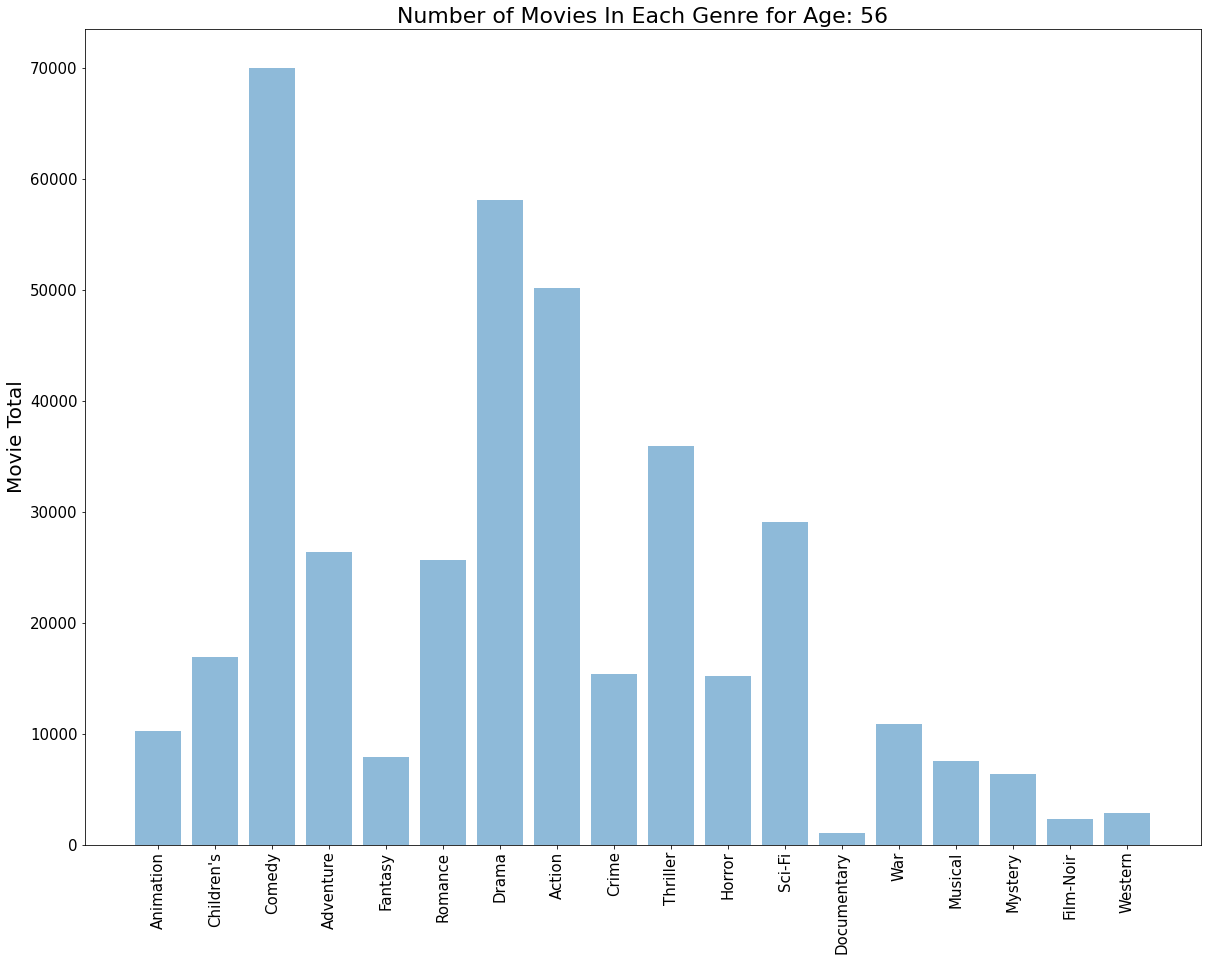 Number of Movies In Each Genre for Age: 56
Movie Total
70000
60000
50000
40000
30000
20000
10000
0
Animation
Children's
Comedy
Adventure
Fantasy
Romance
Drama
Action
Crime
Thriller
Horror
Sci-Fi
Documentary
War
Musical
Mystery
Film-Noir
Western